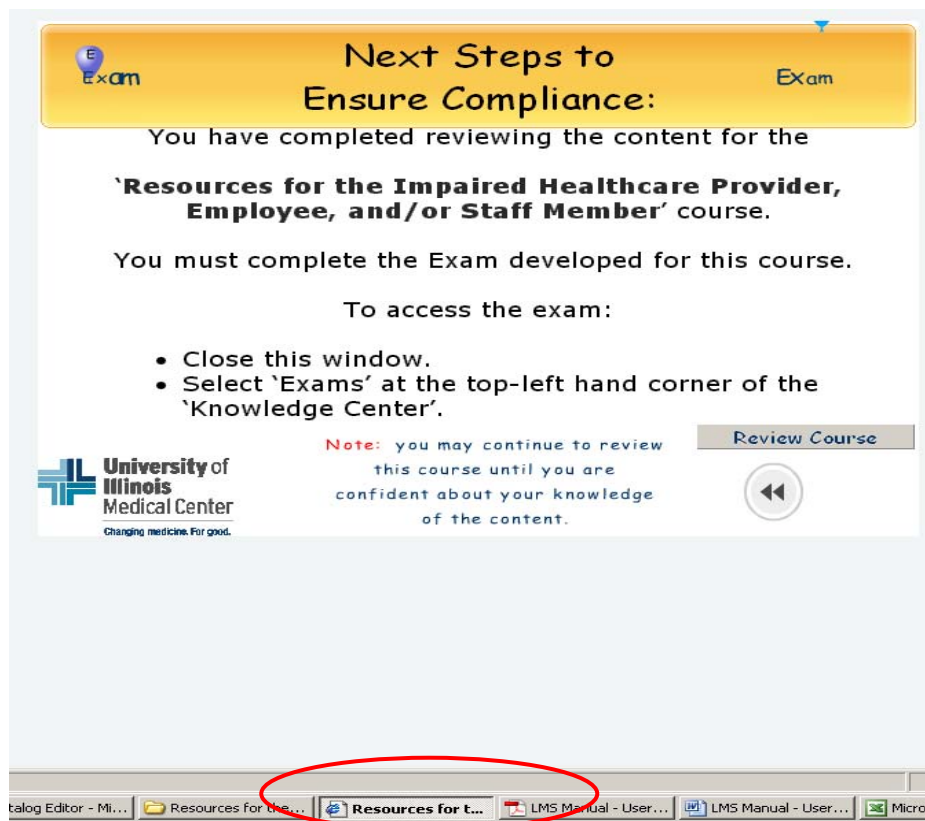 E
Exam
Next Steps to
Ensure Compliance:
Exam
You have completed reviewing the content for the
‘Resources for the Impaired Healthcare Provider,
Employee, and/or Staff Member’ course.
You must complete the Exam developed for this course.
To access the exam:
• Close this window.
• Select ‘Exams’ at the top-left hand corner of the
‘Knowledge Center’.
Note: you may continue to review
this course until you are
confident about your knowledge
of the content.
Review Course
University of
Illinois
Medical Center
Changing medicine. For good.
talog Editor - Mi...
Resources for the...
Resources for t...
LMS Manual - User...
LMS Manual - User...
Micro